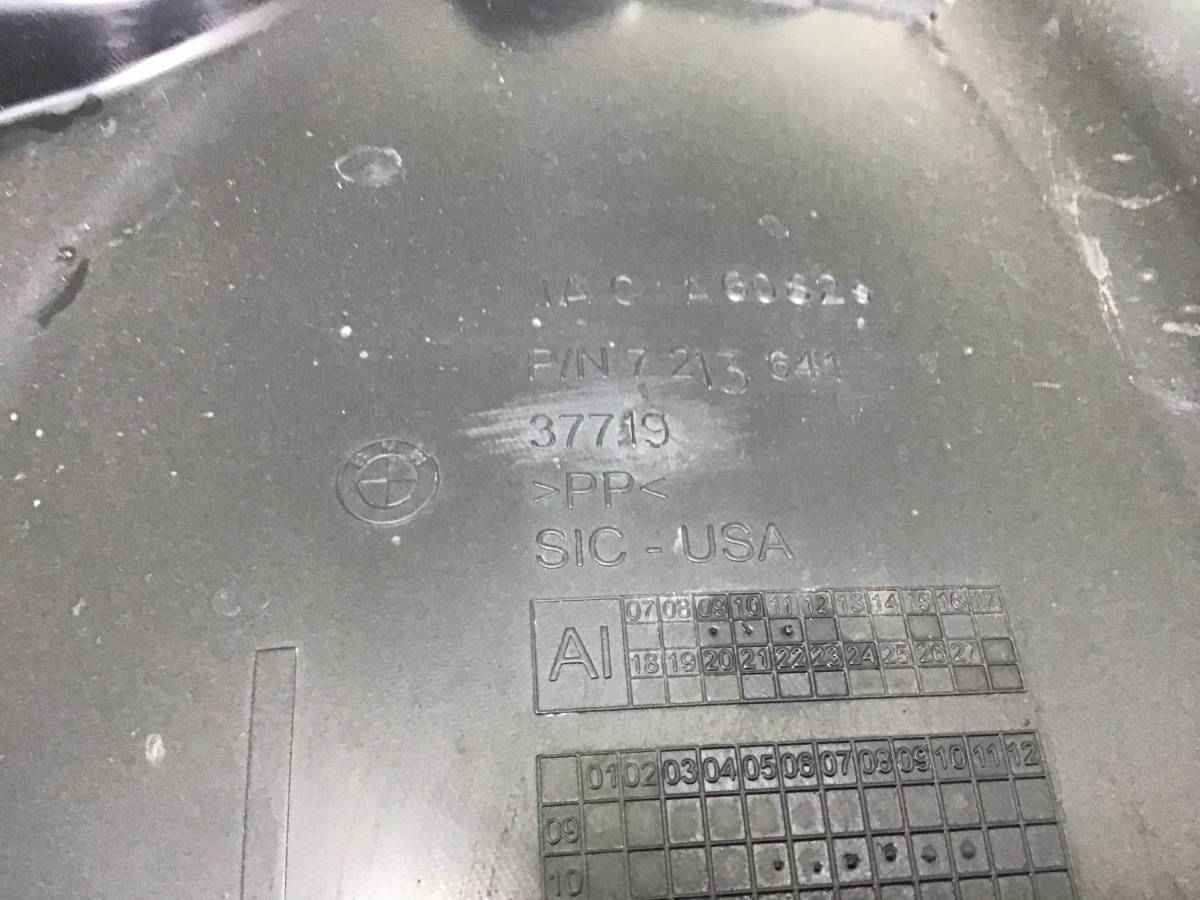 P/N 7 213 641
37719
>PP<
SIC - USA
BMW
AI
07 08 09 10 11 12 13 14 15 16 17
18 19 20 21 22 23 24 25 26 27
01 02 03 04 05 06 07 08 09 10 11 12
09
10